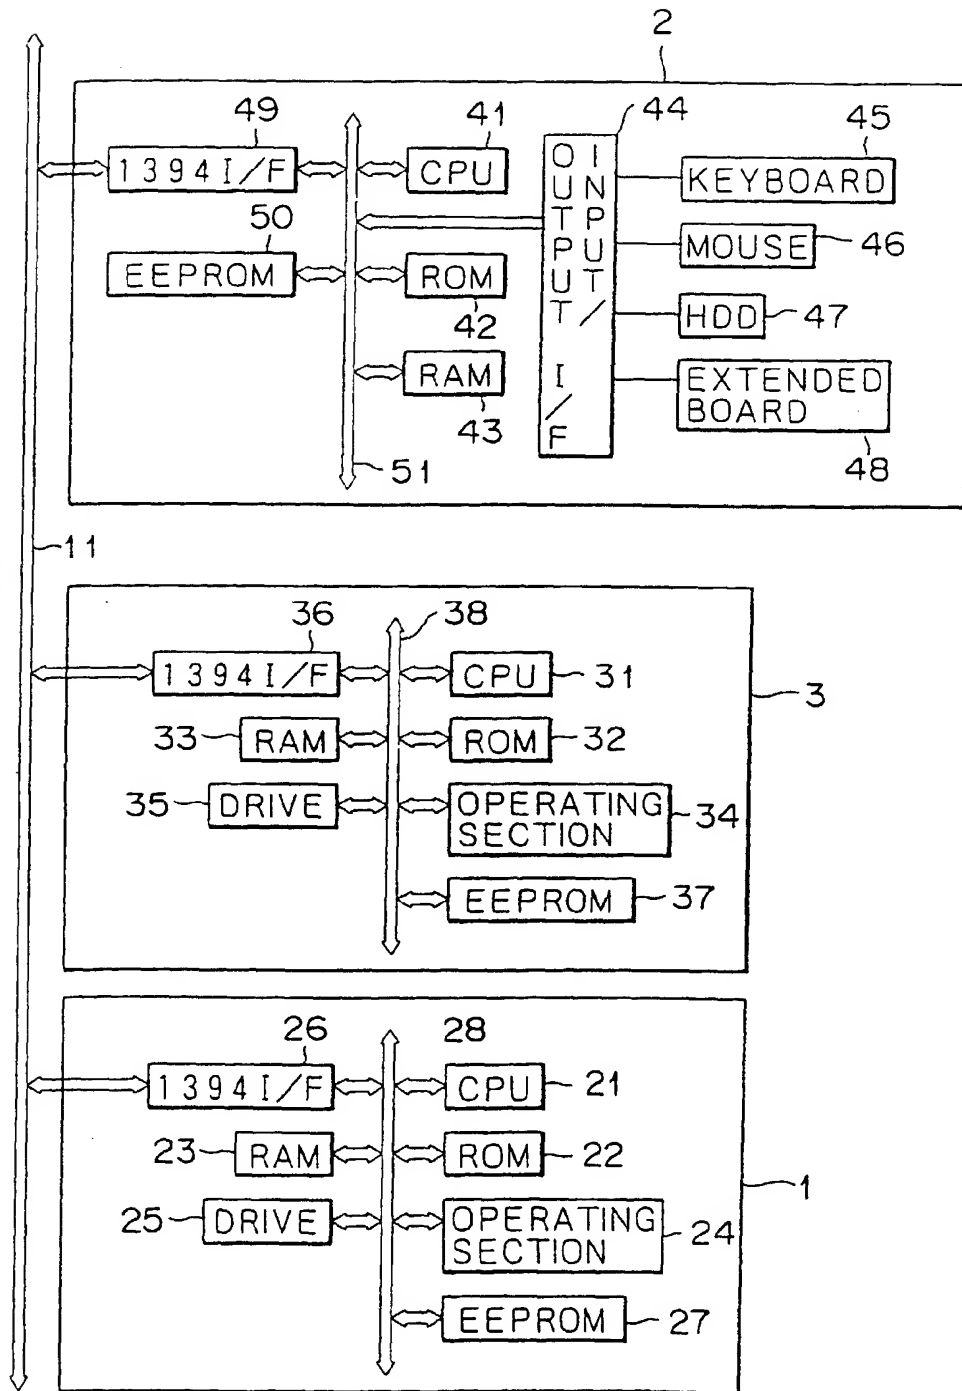 2
49
41
44
45
1394I/F
CPU
INPUT/
OUTPUT I/F
KEYBOARD
50
MOUSE
46
EEPROM
ROM
42
HDD
47
RAM
43
EXTENDED
BOARD
48
51
11
36
38
1394I/F
CPU
31
3
33
RAM
ROM
32
35
DRIVE
OPERATING
SECTION
34
EEPROM
37
26
28
1394I/F
CPU
21
23
RAM
ROM
22
1
25
DRIVE
OPERATING
SECTION
24
EEPROM
27